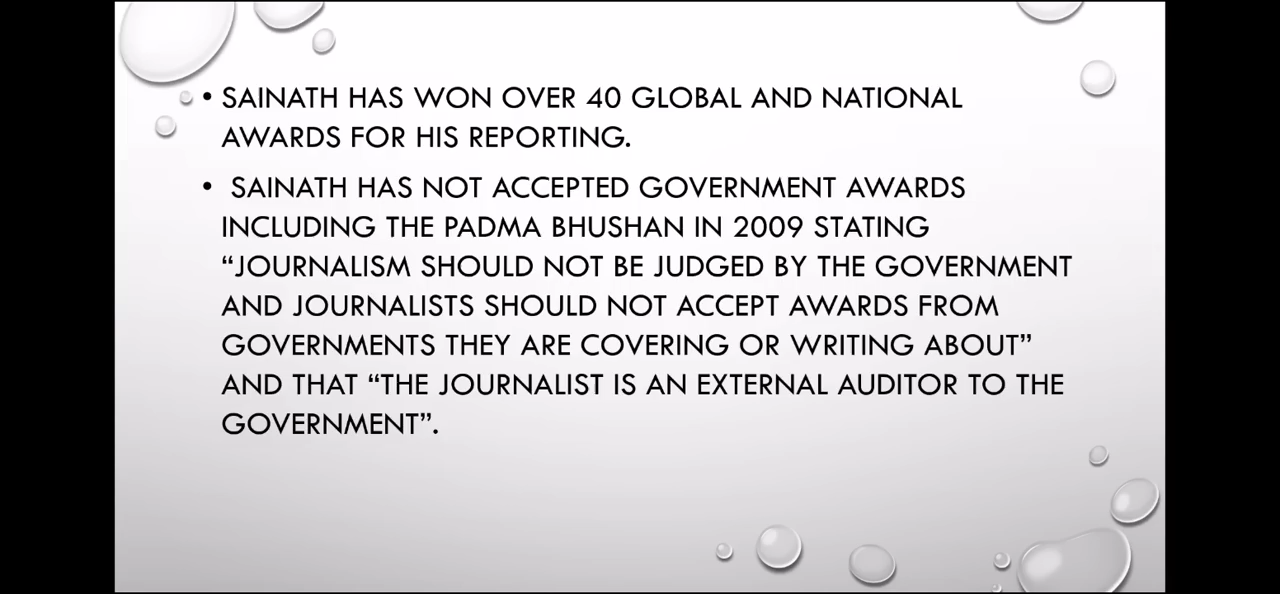 • SAINATH HAS WON OVER 40 GLOBAL AND NATIONAL
AWARDS FOR HIS REPORTING.
• SAINATH HAS NOT ACCEPTED GOVERNMENT AWARDS
INCLUDING THE PADMA BHUSHAN IN 2009 STATING
“JOURNALISM SHOULD NOT BE JUDGED BY THE GOVERNMENT
AND JOURNALISTS SHOULD NOT ACCEPT AWARDS FROM
GOVERNMENTS THEY ARE COVERING OR WRITING ABOUT”
AND THAT “THE JOURNALIST IS AN EXTERNAL AUDITOR TO THE
GOVERNMENT”.